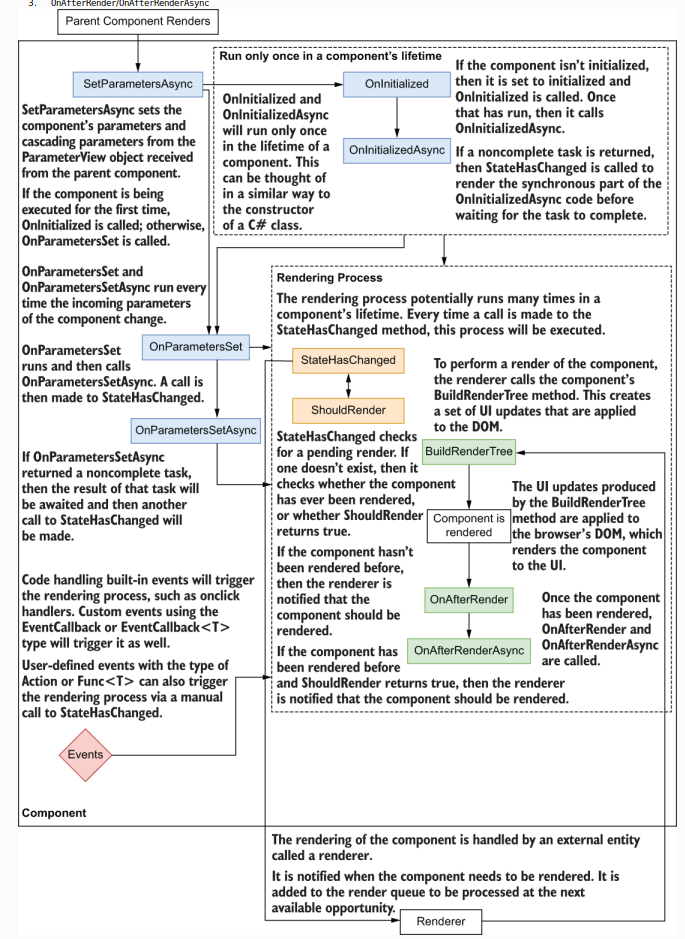 3. OnAfterRender/OnAfterRenderAsync
Parent Component Renders
Run only once in a component's lifetime
SetParametersAsync
OnInitialized
OnInitializedAsync
If the component isn't initialized,
then it is set to initialized and
OnInitialized is called. Once
that has run, then it calls
OnInitializedAsync.
If a noncomplete task is returned,
then StateHasChanged is called to
render the synchronous part of the
OnInitializedAsync code before
waiting for the task to complete.
OnInitialized and
OnInitializedAsync
will run only once
in the lifetime of a
component. This
can be thought of
in a similar way to
the constructor
of a C# class.
SetParametersAsync sets the
component's parameters and
cascading parameters from the
ParameterView object received
from the parent component.
If the component is being
executed for the first time,
OnInitialized is called; otherwise,
OnParametersSet is called.
OnParametersSet and
OnParametersSetAsync run every
time the incoming parameters
of the component change.
OnParametersSet
runs and then calls
OnParametersSetAsync. A call is
then made to StateHasChanged.
OnParametersSet
OnParametersSetAsync
If OnParametersSetAsync
returned a noncomplete task,
then the result of that task will
be awaited and then another
call to StateHasChanged will
be made.
Code handling built-in events will trigger
the rendering process, such as onclick
handlers. Custom events using the
EventCallback or EventCallback<T>
type will trigger it as well.
User-defined events with the type of
Action or Func<T> can also trigger
the rendering process via a manual
call to StateHasChanged.
Events
Component
Rendering Process
The rendering process potentially runs many times in a
component's lifetime. Every time a call is made to the
StateHasChanged method, this process will be executed.
StateHasChanged
ShouldRender
To perform a render of the component,
the renderer calls the component's
BuildRenderTree method. This creates
a set of UI updates that are applied
to the DOM.
StateHasChanged checks
for a pending render. If
one doesn't exist, then it
checks whether the component
has ever been rendered,
or whether ShouldRender
returns true.
If the component hasn't
been rendered before,
then the renderer is
notified that the
component should be
rendered.
If the component has
been rendered before
and ShouldRender returns true, then the renderer
is notified that the component should be rendered.
BuildRenderTree
Component is
rendered
The UI updates produced
by the BuildRenderTree
method are applied to
the browser's DOM, which
renders the component
to the UI.
OnAfterRender
OnAfterRenderAsync
Once the component
has been rendered,
OnAfterRender and
OnAfterRenderAsync
are called.
The rendering of the component is handled by an external entity
called a renderer.
It is notified when the component needs to be rendered. It is
added to the render queue to be processed at the next
available opportunity.
Renderer